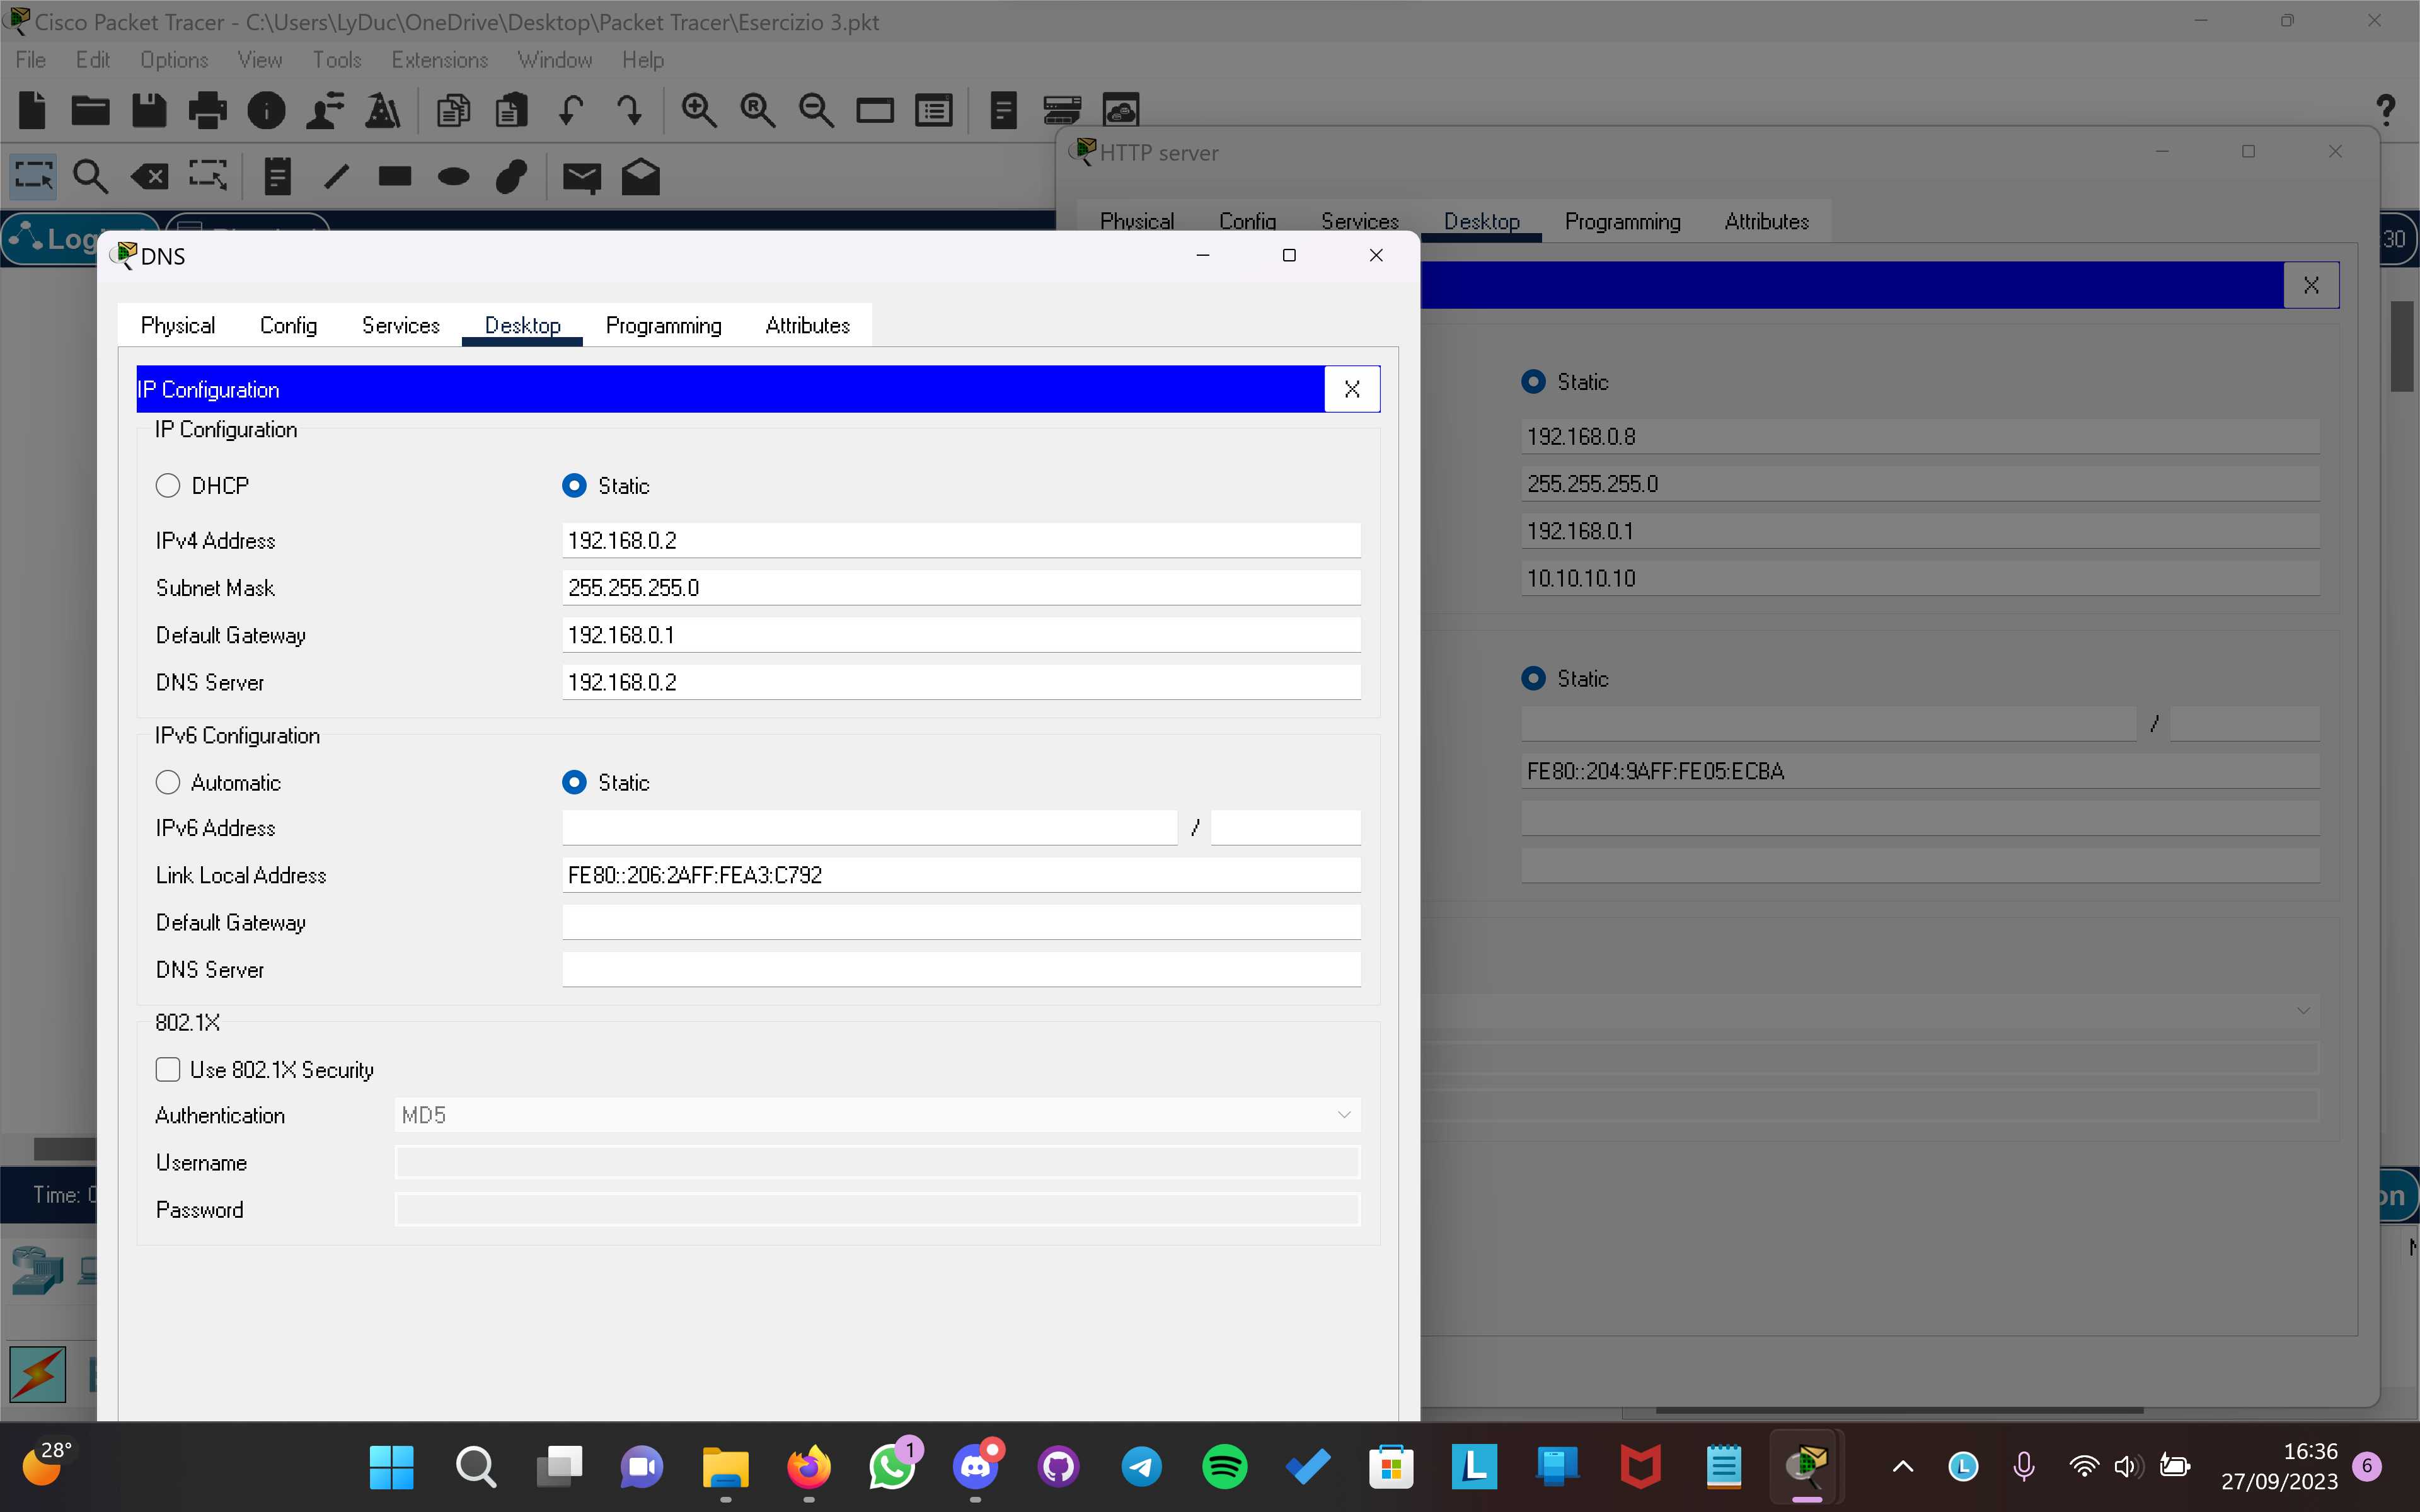 Cisco Packet Tracer - C:\Users\LyDuc\OneDrive\Desktop\Packet Tracer\Esercizio 3.pkt
File Edit Options View Tools Extensions Window Help
HTTP server
Physical Config Services Desktop Programming Attributes
X
Static
192.168.0.8
255.255.255.0
192.168.0.1
10.10.10.10
Static
/
FE80::204:9AFF:FE05:ECBA
30
DNS
Physical Config Services Desktop Programming Attributes
IP Configuration X
IP Configuration
DHCP Static
IPv4 Address 192.168.0.2
Subnet Mask 255.255.255.0
Default Gateway 192.168.0.1
DNS Server 192.168.0.2
IPv6 Configuration
Automatic Static
IPv6 Address /
Link Local Address FE80::206:2AFF:FEA3:C792
Default Gateway
DNS Server
802.1X
Use 802.1X Security
Authentication MD5
Username
Password
Time:
on
28°
1
L
L
16:36
27/09/2023
6